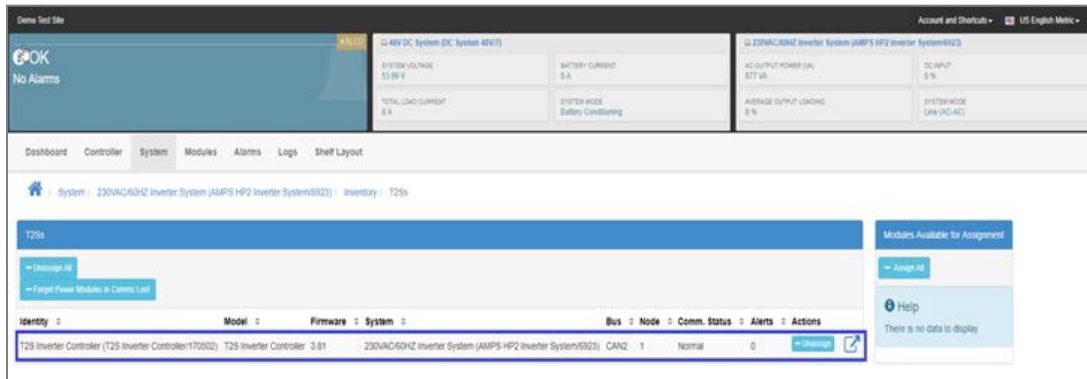 Demo Test Site
Account and Shortcuts
US English Metric
OK
No Alarms
48V DC System (DC System 48V/7)
SYSTEM VOLTAGE
BATTERY CURRENT
53.99 V
0 A
TOTAL LOAD CURRENT
SYSTEM MODE
0 A
Battery Conditioning
230VAC/60HZ Inverter System (AMPS HP2 Inverter System/6923)
AC OUTPUT POWER (VA)
DC INPUT
877 VA
0 %
AVERAGE OUTPUT LOADING
SYSTEM MODE
8 %
Line (AC-AC)
Dashboard Controller System Modules Alarms Logs Shelf Layout
System / 230VAC/60HZ Inverter System (AMPS HP2 Inverter System/6923) / Inventory / T2Ss
T2Ss
Unassign All
Forget Power Modules in Comms Lost
Identity Model Firmware System Bus Node Comm. Status Alerts Actions
T2S Inverter Controller (T2S Inverter Controller/170502) T2S Inverter Controller 3.81 230VAC/60HZ Inverter System (AMPS HP2 Inverter System/6923) CAN2 1 Normal 0 Unassign
Modules Available for Assignment
Assign All
Help
There is no data to display